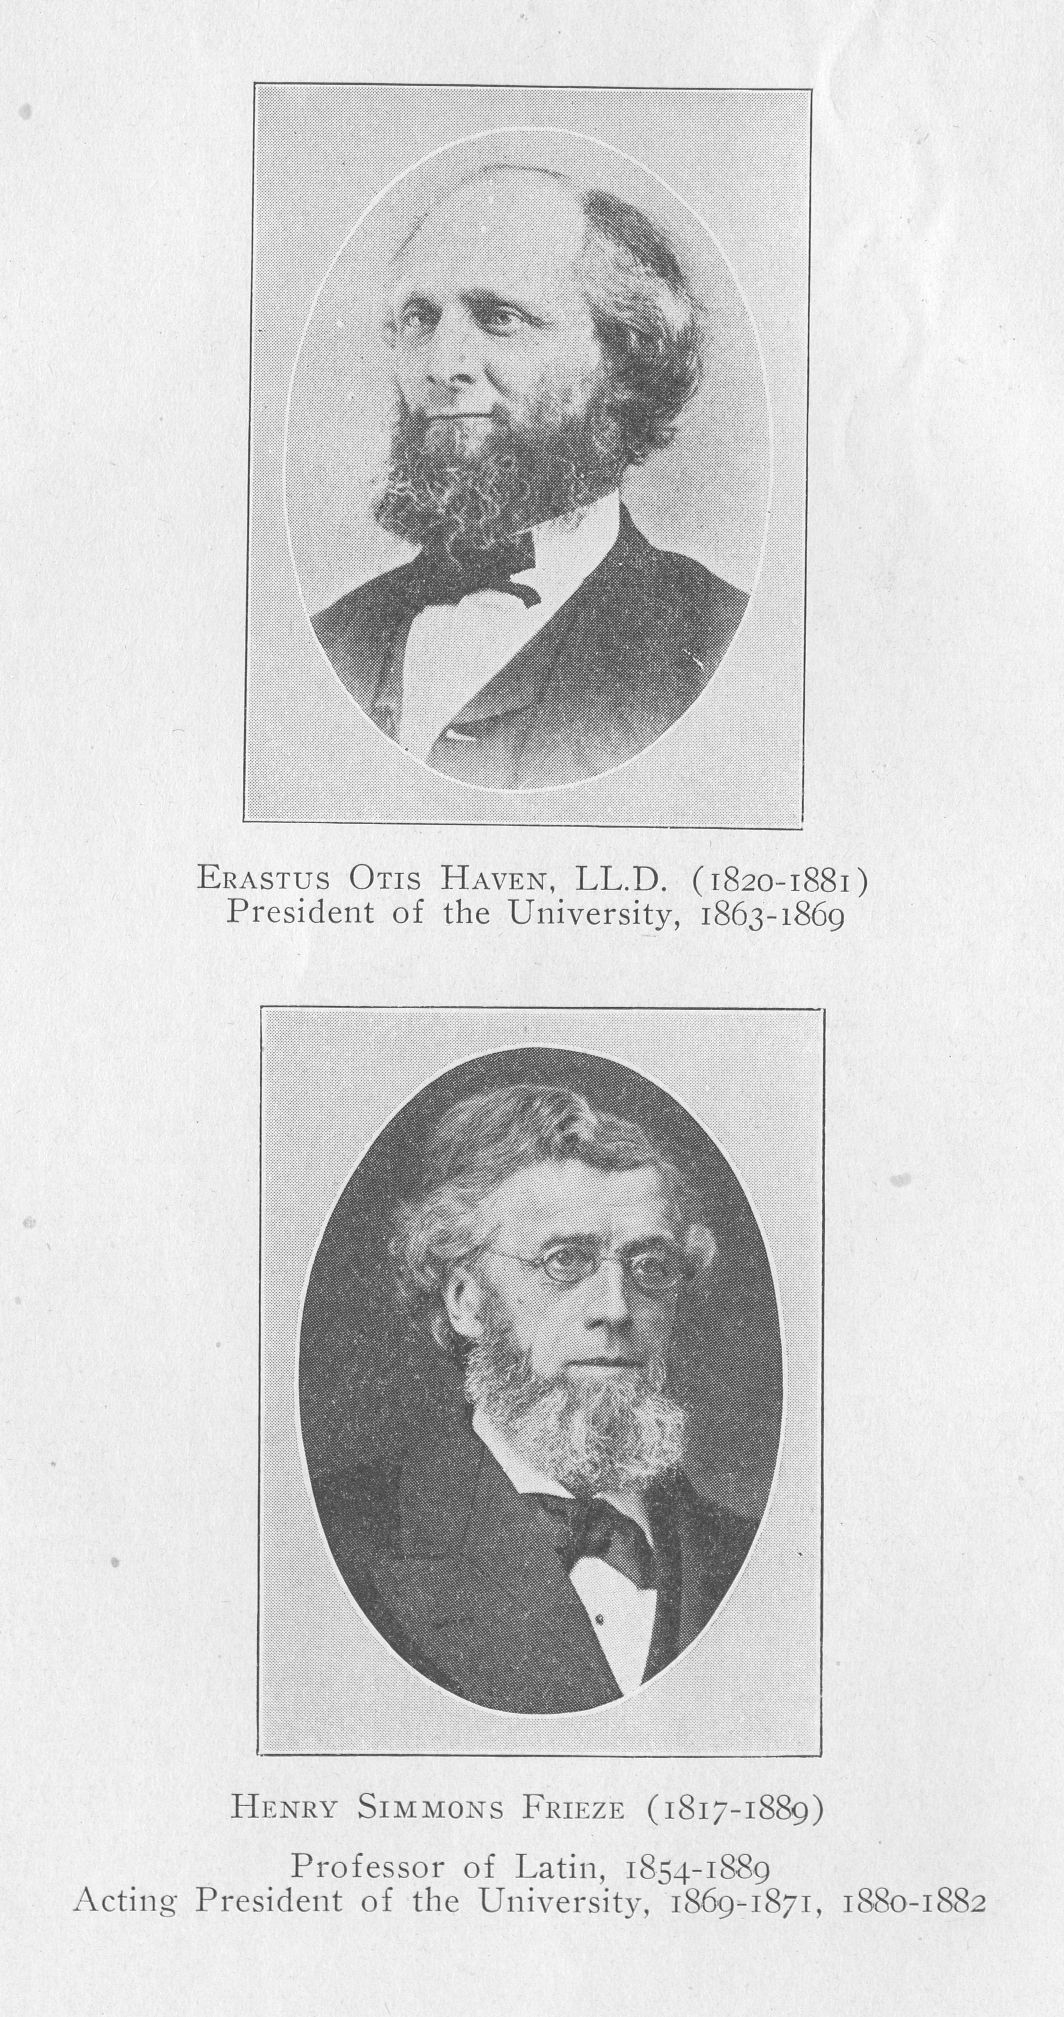 ERASTUS OTIS HAVEN, LL.D. (1820-1881)
President of the University, 1863-1869
HENRY SIMMONS FRIEZE (1817-1889)
Professor of Latin, 1854-1889
Acting President of the University, 1869-1871, 1880-1882